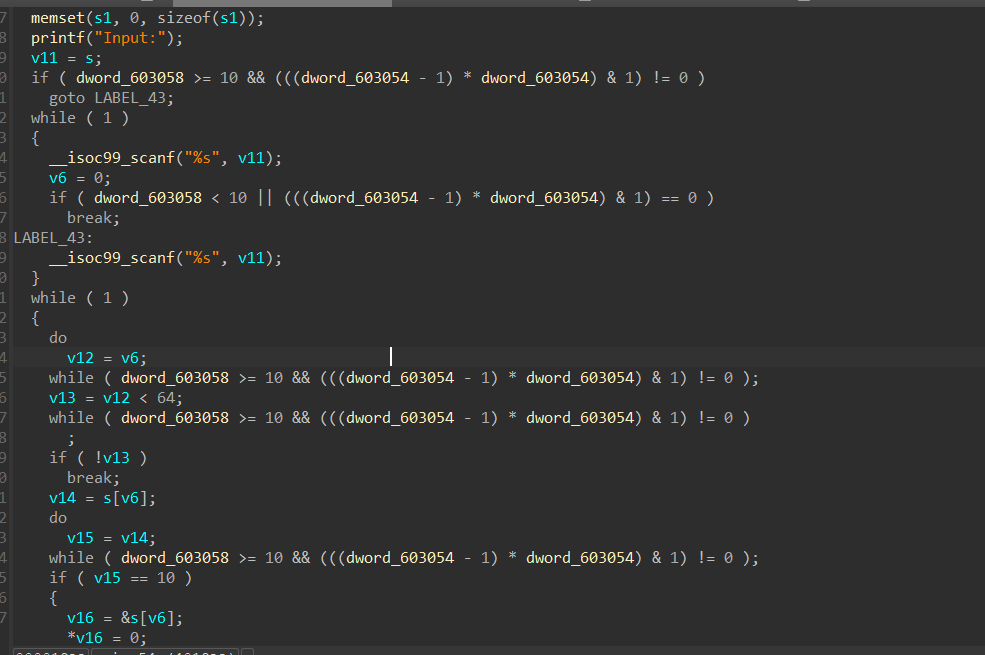 7 memset(s1, 0, sizeof(s1));
8 printf("Input:");
9 v11 = s;
0 if ( dword_603058 >= 10 && (((dword_603054 - 1) * dword_603054) & 1) != 0 )
1 goto LABEL_43;
2 while ( 1 )
3 {
4 __isoc99_scanf("%s", v11);
5 v6 = 0;
6 if ( dword_603058 < 10 || (((dword_603054 - 1) * dword_603054) & 1) == 0 )
7 break;
8 LABEL_43:
9 __isoc99_scanf("%s", v11);
0 }
1 while ( 1 )
2 {
3 do
4 v12 = v6;
5 while ( dword_603058 >= 10 && (((dword_603054 - 1) * dword_603054) & 1) != 0 );
6 v13 = v12 < 64;
7 while ( dword_603058 >= 10 && (((dword_603054 - 1) * dword_603054) & 1) != 0 )
8 ;
9 if ( !v13 )
0 break;
1 v14 = s[v6];
2 do
3 v15 = v14;
4 while ( dword_603058 >= 10 && (((dword_603054 - 1) * dword_603054) & 1) != 0 );
5 if ( v15 == 10 )
6 {
7 v16 = &s[v6];
*v16 = 0;